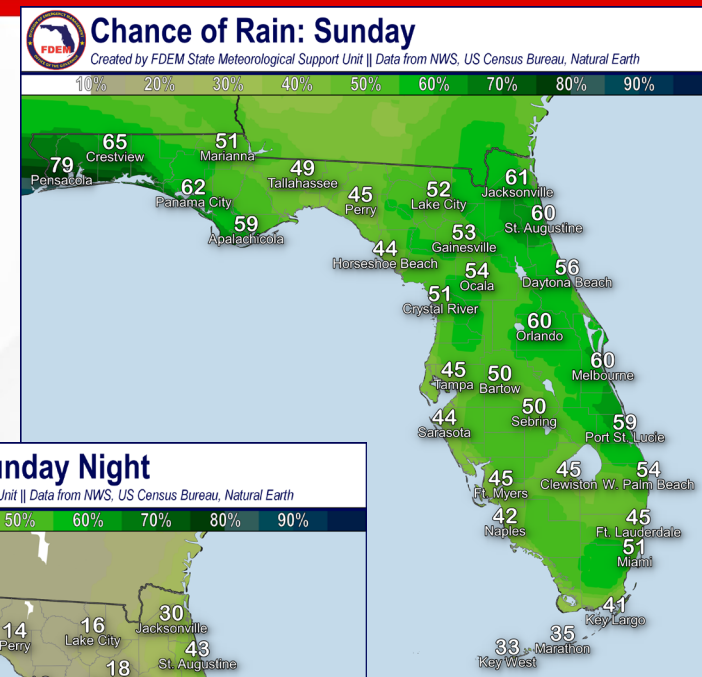 Chance of Rain: Sunday
FDEM
Created by FDEM State Meteorological Support Unit || Data from NWS, US Census Bureau, Natural Earth
10% 20% 30% 40% 50% 60% 70% 80% 90%
79
Pensacola
65
Crestview
51
Marianna
62
Panama City
59
Apalachicola
49
Tallahassee
45
Perry
52
Lake City
61
Jacksonville
60
St. Augustine
53
Gainesville
44
Horseshoe Beach
54
Ocala
56
Daytona Beach
51
Crystal River
60
Orlando
60
Melbourne
45
Tampa
50
Bartow
50
Sebring
44
Sarasota
59
Port St. Lucie
45
Ft. Myers
45
Clewiston
54
W. Palm Beach
42
Naples
45
Ft. Lauderdale
51
Miami
41
Key Largo
35
Marathon
33
Key West
unday Night
Unit || Data from NWS, US Census Bureau, Natural Earth
50% 60% 70% 80% 90%
14
Perry
16
Lake City
30
Jacksonville
43
St. Augustine
18